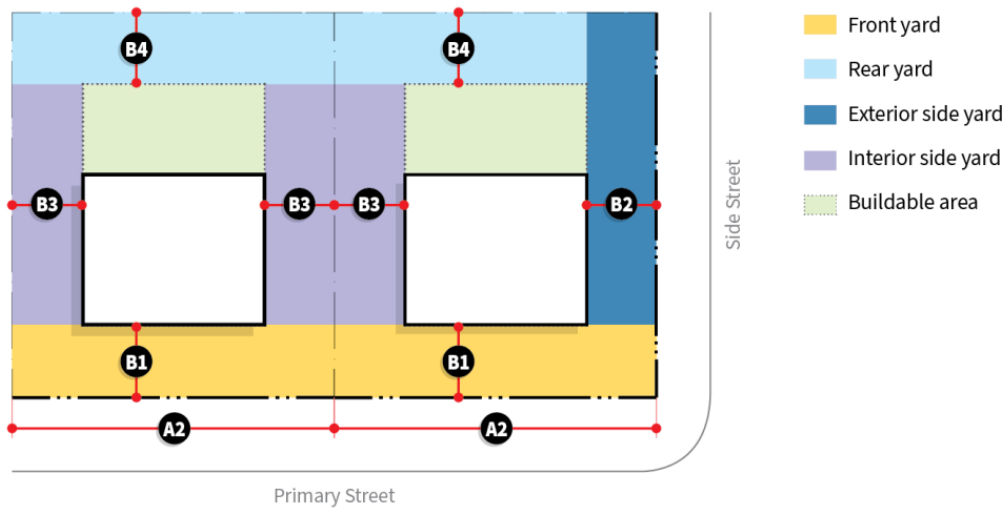 B4
B4
Front yard
Rear yard
Exterior side yard
Interior side yard
Buildable area
B3
B3
B3
B2
Side Street
B1
B1
A2
A2
Primary Street